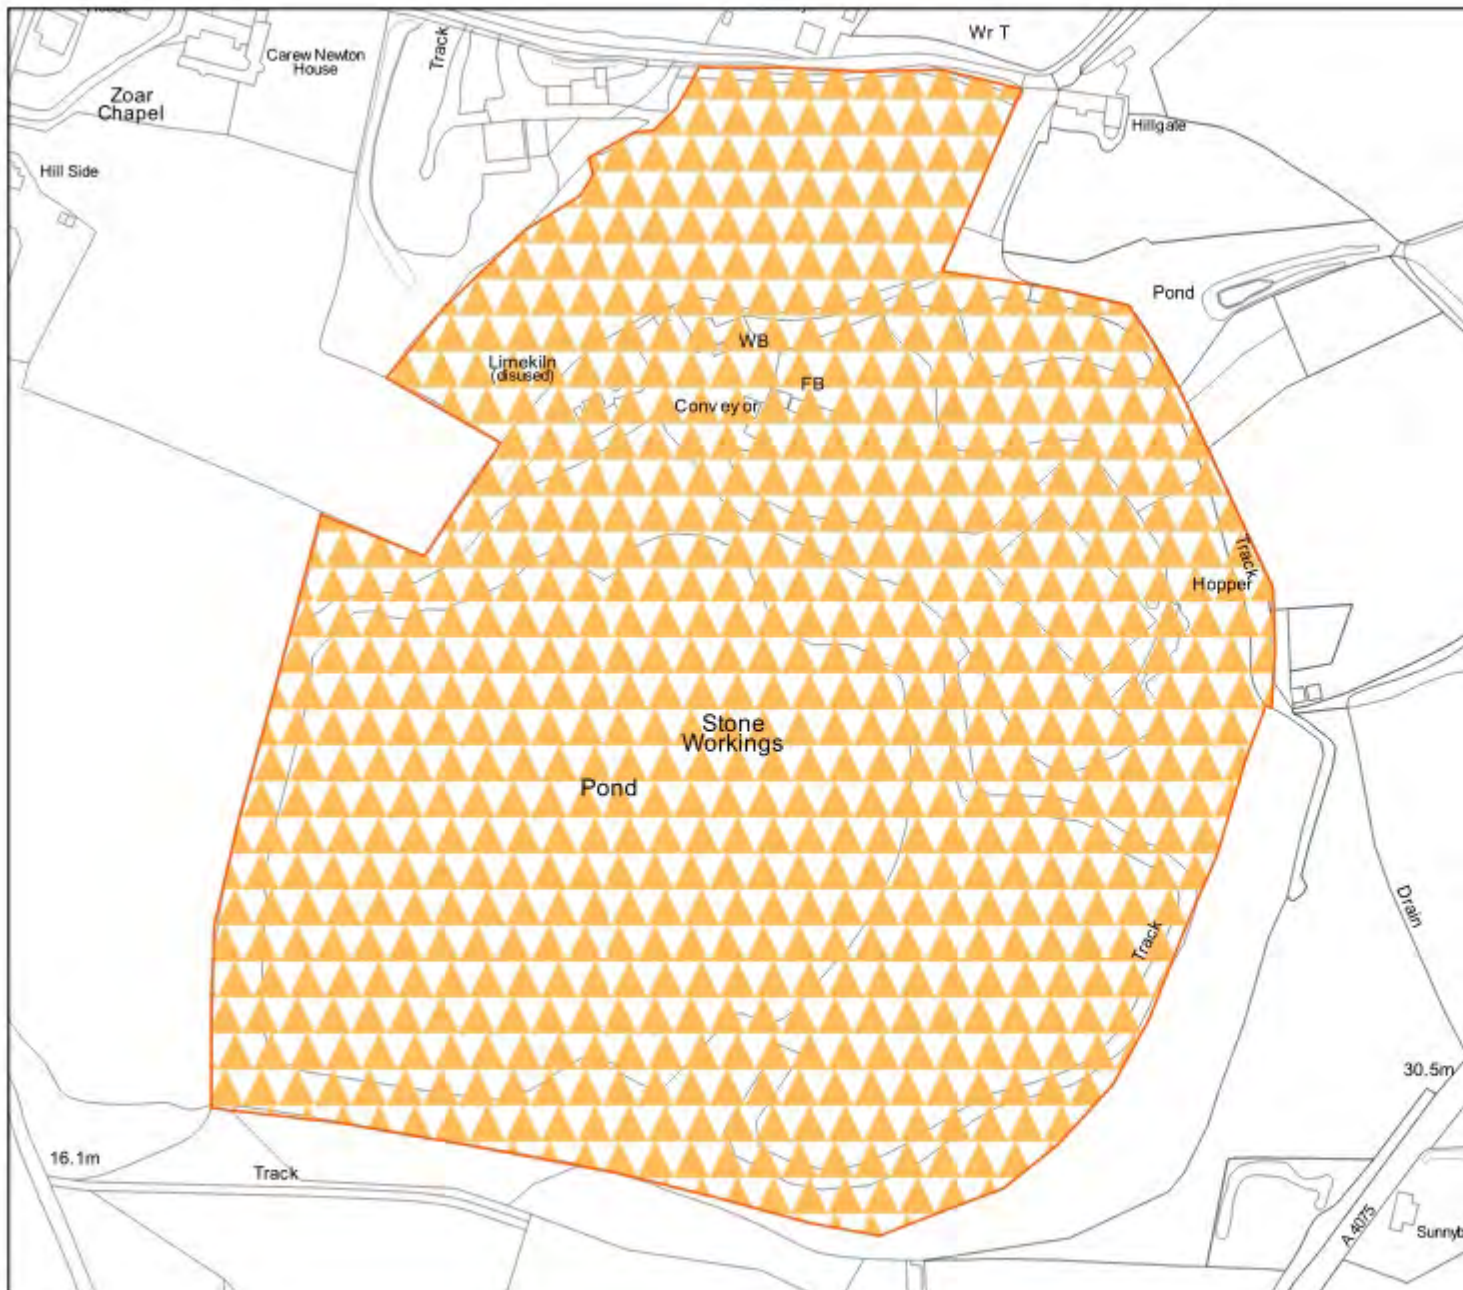 Wr T
Track
Carew Newton
House
Zoar
Chapel
Hillgate
Hill Side
Pond
WB
Limekiln
(disused)
FB
Conveyor
Track
Hopper
Stone
Workings
Pond
Drain
Track
30.5m
16.1m
Track
A 4075